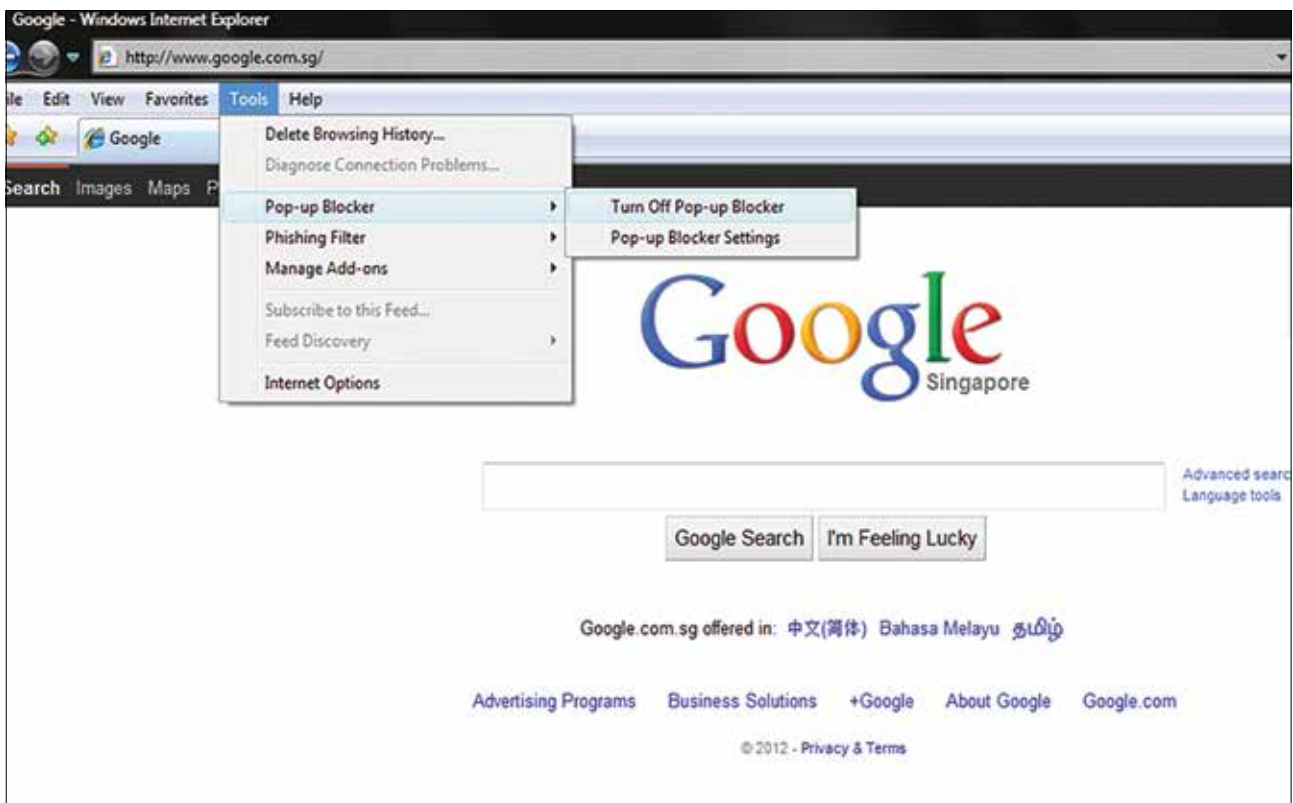 Google - Windows Internet Explorer
http://www.google.com.sg/
ile Edit View Favorites Tools Help
Google
Search Images Maps P
Delete Browsing History...
Diagnose Connection Problems...
Pop-up Blocker
Phishing Filter
Manage Add-ons
Subscribe to this Feed...
Feed Discovery
Internet Options
Turn Off Pop-up Blocker
Pop-up Blocker Settings
Google
Singapore
Advanced searc
Language tools
Google Search I'm Feeling Lucky
Google.com.sg offered in: 中文(简体) Bahasa Melayu தமிழ்
Advertising Programs Business Solutions +Google About Google Google.com
© 2012 - Privacy & Terms